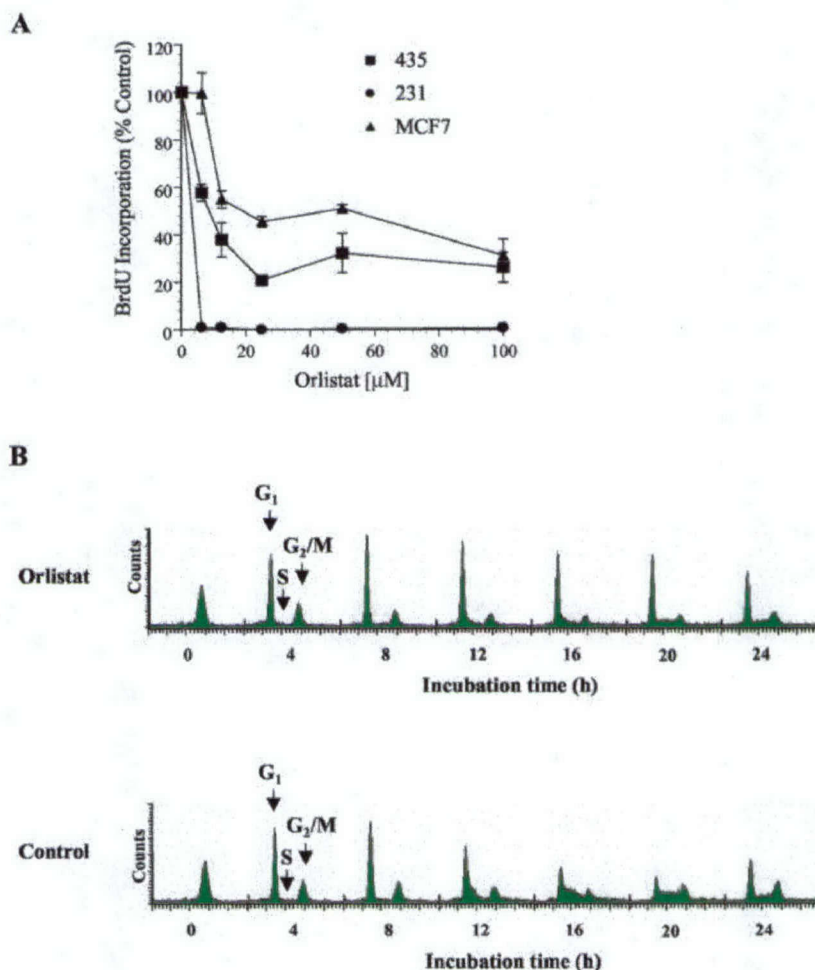 A
120
100
80
60
40
20
0
BrdU Incorporation (% Control)
■ 435
● 231
▲ MCF7
0 20 40 60 80 100
Orlistat [µM]
B
Orlistat
Counts
G₁
S
G₂/M
0 4 8 12 16 20 24
Incubation time (h)
Control
Counts
G₁
S
G₂/M
0 4 8 12 16 20 24
Incubation time (h)